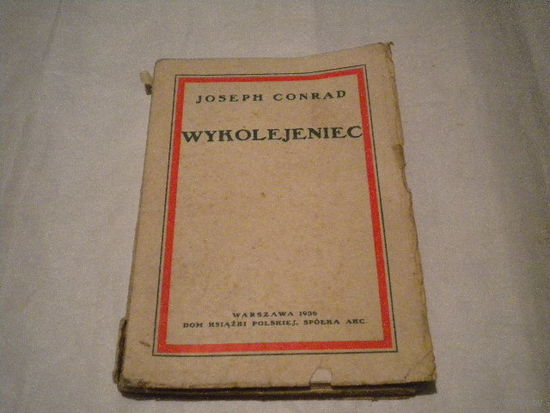 JOSEPH CONRAD
WYKOLEJENIEC
WARSZAWA 1936
DOM KSIĄŻKI POLSKIEJ, SPÓŁKA AKC.